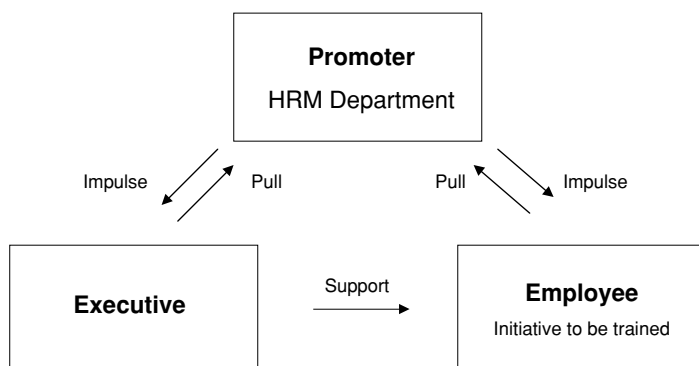 Promoter
HRM Department
Impulse
Pull
Pull
Impulse
Executive
Support
Employee
Initiative to be trained